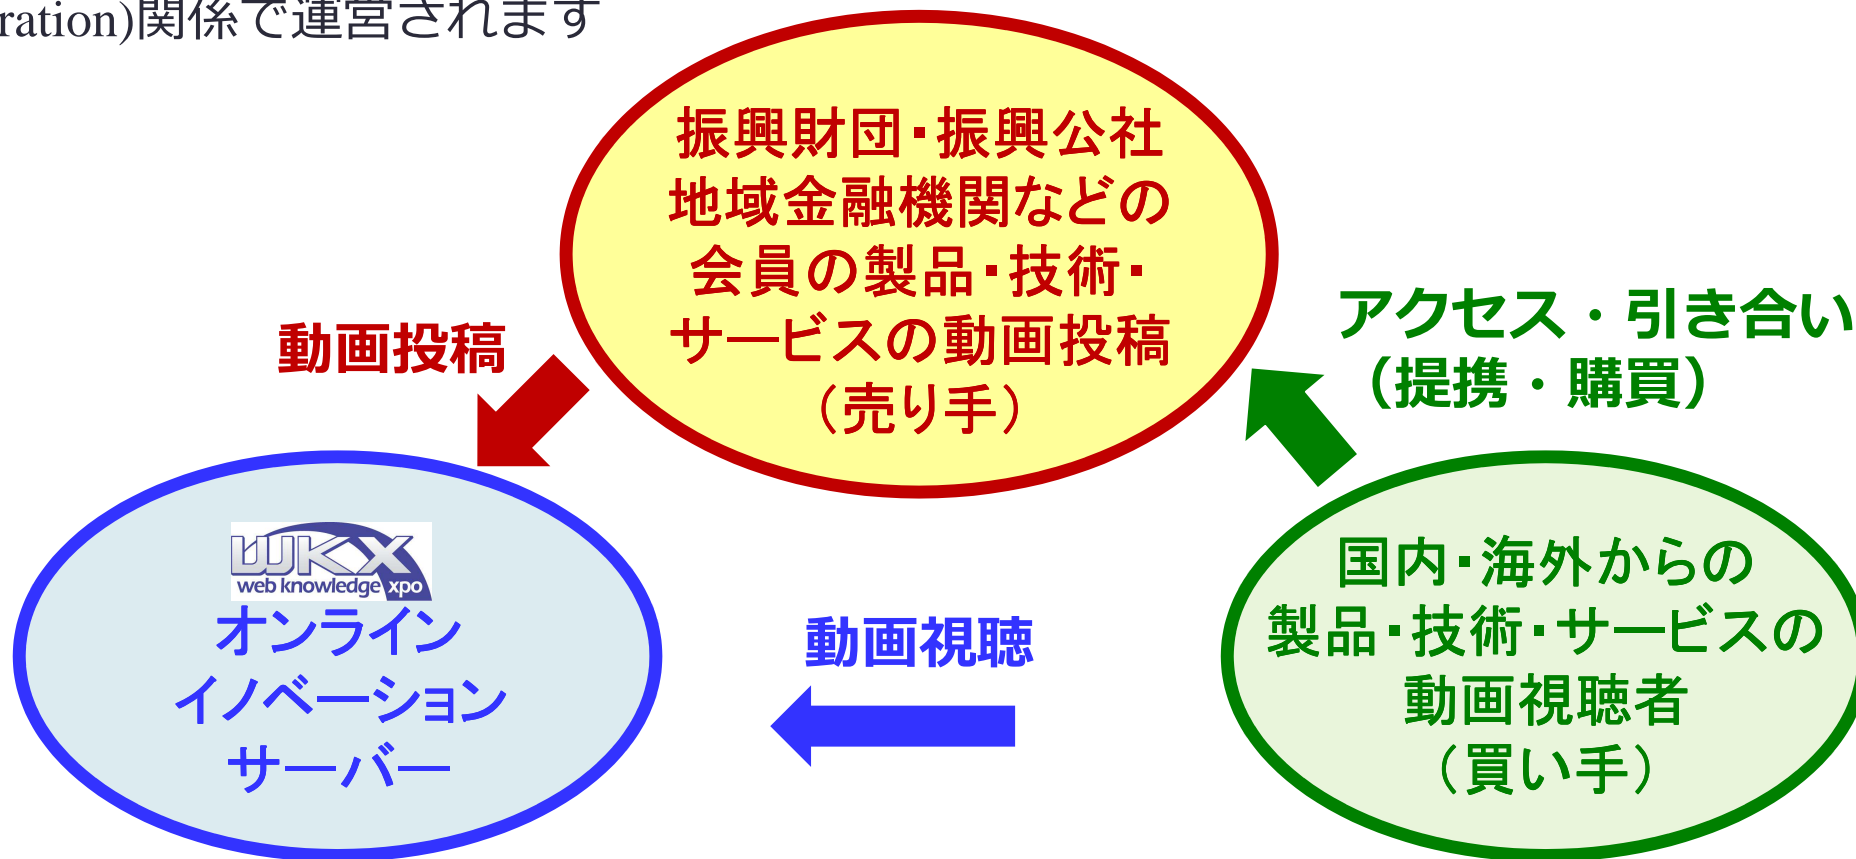 ration)関係で運営されます
振興財団・振興公社
地域金融機関などの
会員の製品・技術・
サービスの動画投稿
(売り手)
動画投稿
アクセス・引き合い
(提携・購買)
WKX
web knowledge xpo
オンライン
イノベーション
サーバー
動画視聴
国内・海外からの
製品・技術・サービスの
動画視聴者
(買い手)